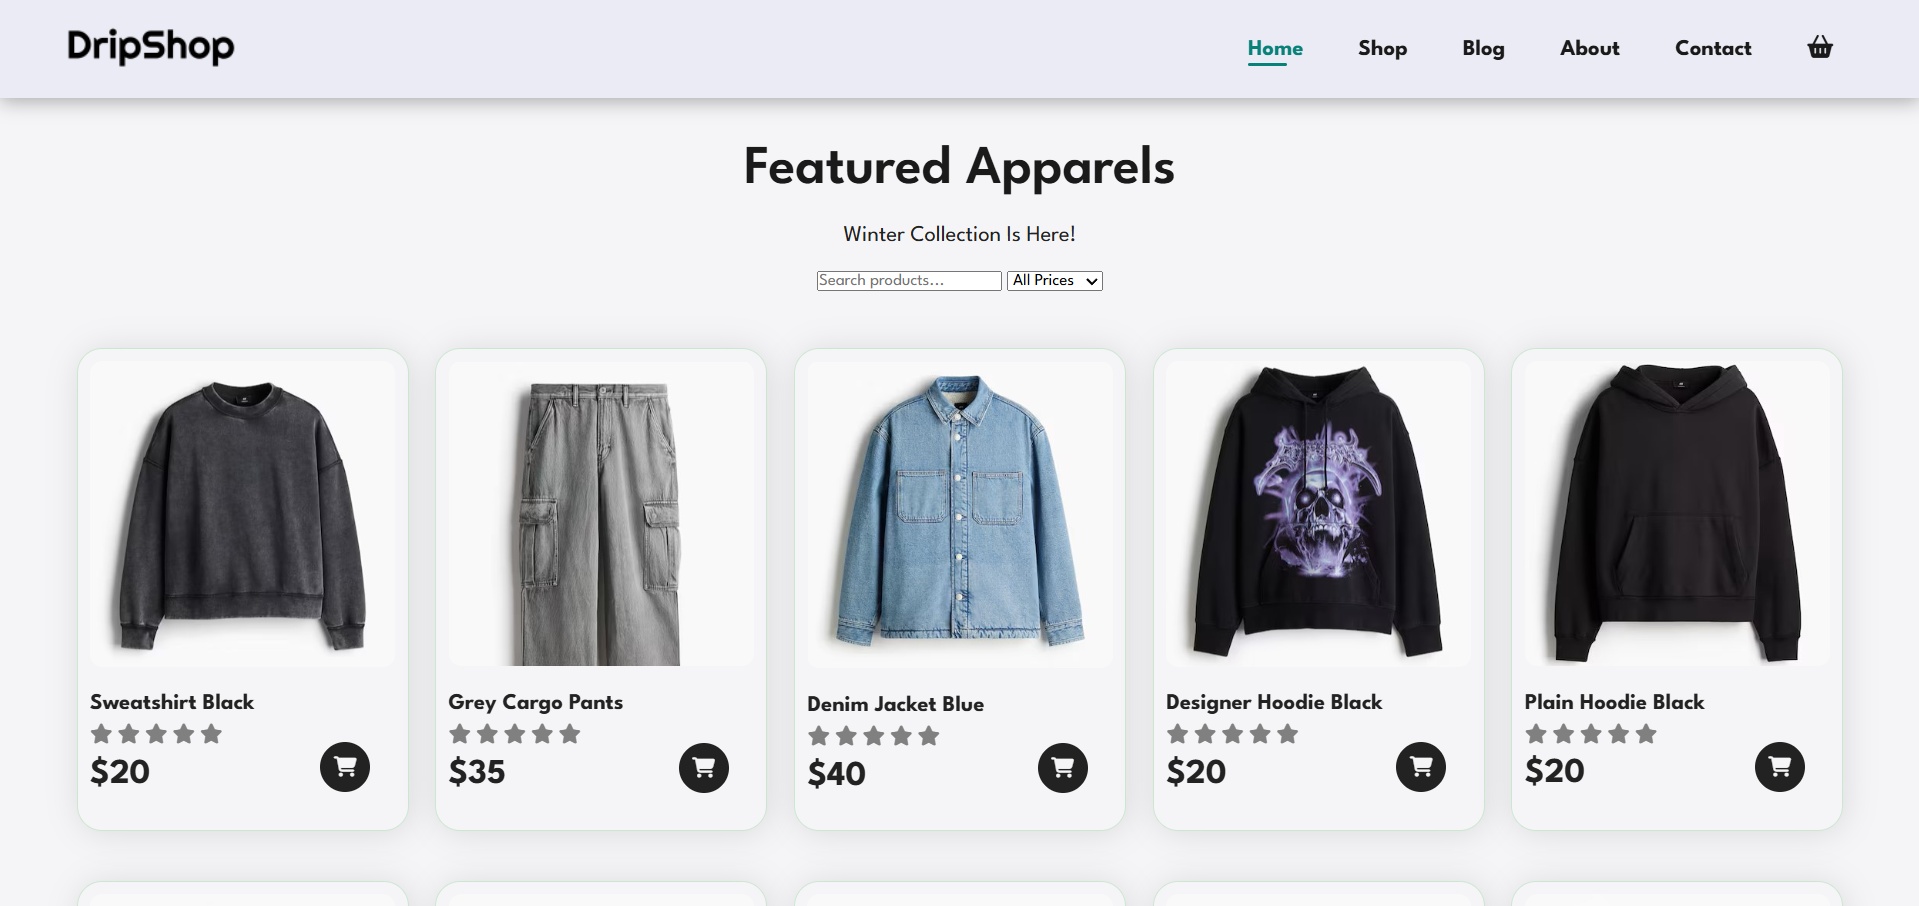 DripShop
Home Shop Blog About Contact
Featured Apparels
Winter Collection Is Here!
Search products... All Prices
Sweatshirt Black
$20
Grey Cargo Pants
$35
Denim Jacket Blue
$40
Designer Hoodie Black
$20
Plain Hoodie Black
$20